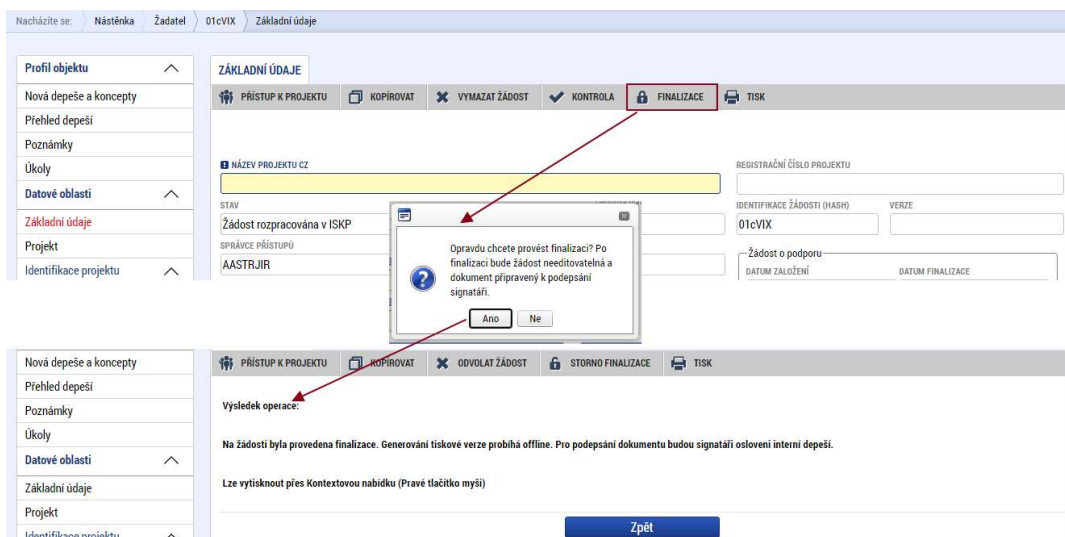 Nacházíte se: Nástěnka Žadatel 01cVIX Základní údaje
Profil objektu
Nová depeše a koncepty
Přehled depeší
Poznámky
Úkoly
Datové oblasti
Základní údaje
Projekt
Identifikace projektu
ZÁKLADNÍ ÚDAJE
PŘÍSTUP K PROJEKTU KOPÍROVAT VYMAZAT ŽÁDOST KONTROLA FINALIZACE TISK
NÁZEV PROJEKTU CZ
REGISTRAČNÍ ČÍSLO PROJEKTU
STAV
Žádost rozpracována v ISKP
IDENTIFIKACE ŽÁDOSTI (HASH) VERZE
01cVIX
SPRÁVCE PŘÍSTUPŮ
AASTRJIR
Žádost o podporu
DATUM ZALOŽENÍ DATUM FINALIZACE
Opravdu chcete provést finalizaci? Po
finalizaci bude žádost needitovatelná a
dokument připravený k podepsání
signatáři.
Ano Ne
Nová depeše a koncepty
Přehled depeší
Poznámky
Úkoly
Datové oblasti
Základní údaje
Projekt
Identifikace projektu
PŘÍSTUP K PROJEKTU KOPÍROVAT ODVOLAT ŽÁDOST STORNO FINALIZACE TISK
Výsledek operace:
Na žádosti byla provedena finalizace. Generování tiskové verze probíhá offline. Pro podepsání dokumentu budou signatáři osloveni interní depeší.
Lze vytisknout přes Kontextovou nabídku (Pravé tlačítko myši)
Zpět